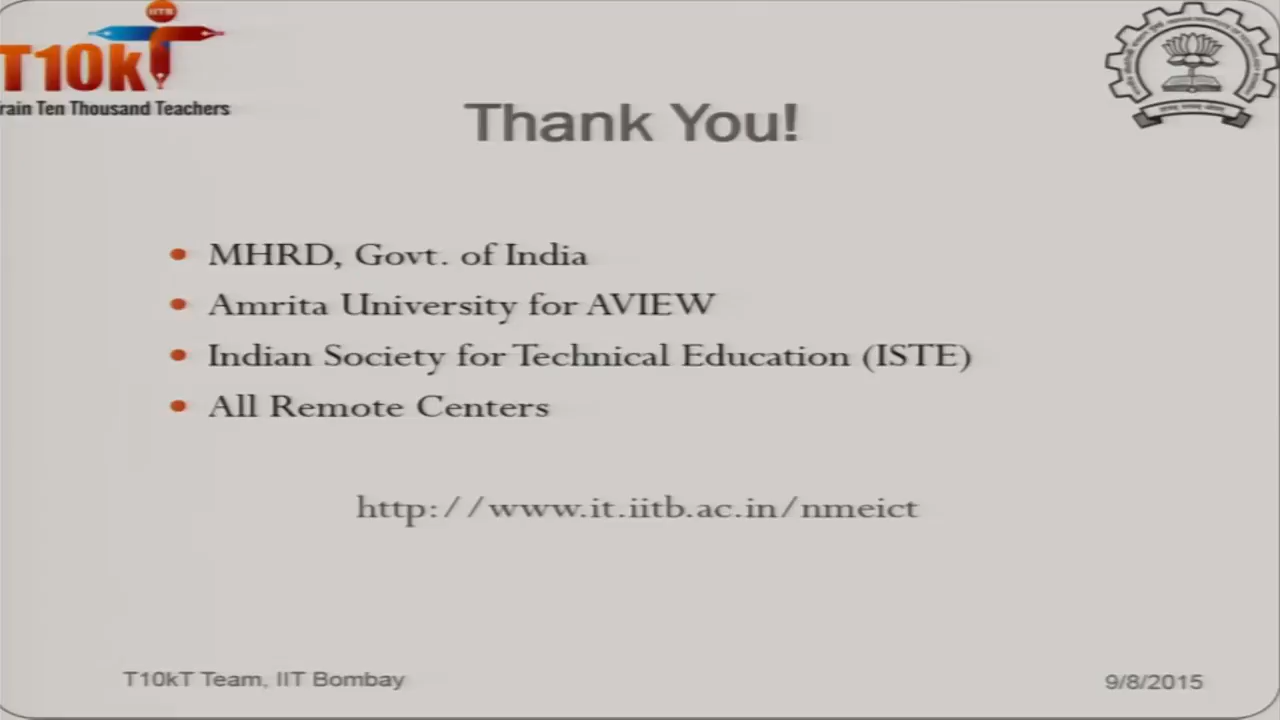 IITB
T10kT
rain Ten Thousand Teachers
Thank You!
MHRD, Govt. of India
Amrita University for AVIEW
Indian Society for Technical Education (ISTE)
All Remote Centers
http://www.it.iitb.ac.in/nmeict
T10kT Team, IIT Bombay
9/8/2015